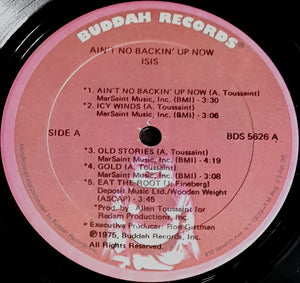 BUDDAH RECORDS
AIN'T NO BACKIN' UP NOW
ISIS
*1. AIN'T NO BACKIN' UP NOW (A. Toussaint)
MarSaint Music, Inc. (BMI) - 3:30
*2. ICY WINDS (A. Toussaint)
MarSaint Music, Inc. (BMI) - 3:06
SIDE A
BDS 5626 A
*3. OLD STORIES (A. Toussaint)
MarSaint Music, Inc. (BMI) - 4:19
*4. GOLD (A. Toussaint)
MarSaint Music, Inc. (BMI) - 3:08
5. EAT THE ROOT (J. Fineberg)
Deposit Music Ltd./Wooden Weight
(ASCAP) - 3:45
*Prod. by Allen Toussaint for
Radam Productions, Inc.
Executive Producer: Ron Gertman
℗1975, Buddah Records, Inc.
All Rights Reserved.